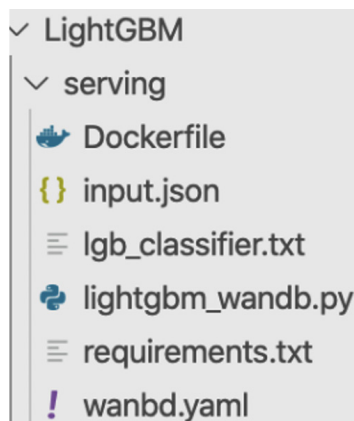 LightGBM
serving
Dockerfile
input.json
lgb_classifier.txt
lightgbm_wandb.py
requirements.txt
wanbd.yaml